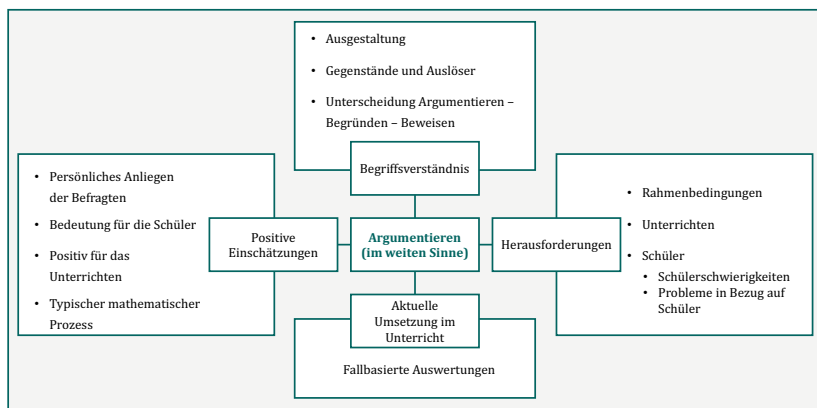 • Ausgestaltung
• Gegenstände und Auslöser
• Unterscheidung Argumentieren –
Begründen – Beweisen
Begriffsverständnis
• Persönliches Anliegen
der Befragten
• Bedeutung für die Schüler
• Positiv für das
Unterrichten
• Typischer mathematischer
Prozess
Positive
Einschätzungen
Argumentieren
(im weiten Sinne)
Herausforderungen
• Rahmenbedingungen
• Unterrichten
• Schüler
• Schülerschwierigkeiten
• Probleme in Bezug auf
Schüler
Aktuelle
Umsetzung im
Unterricht
Fallbasierte Auswertungen